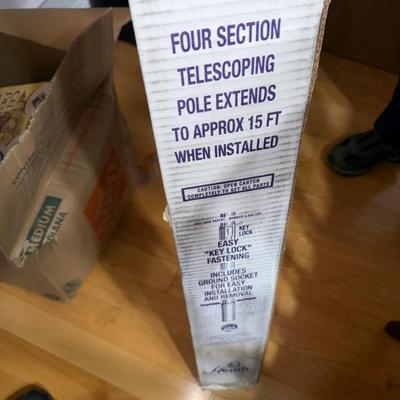 FOUR SECTION
TELESCOPING
POLE EXTENDS
TO APPROX 15 FT
WHEN INSTALLED
CAUTION: OPEN CARTON
COMPLETELY TO GET ALL PARTS
KEY
LOCK
EASY
"KEY LOCK"
FASTENING
INCLUDES
GROUND SOCKET
FOR EASY
INSTALLATION
AND REMOVAL
Heath
MEDIUM